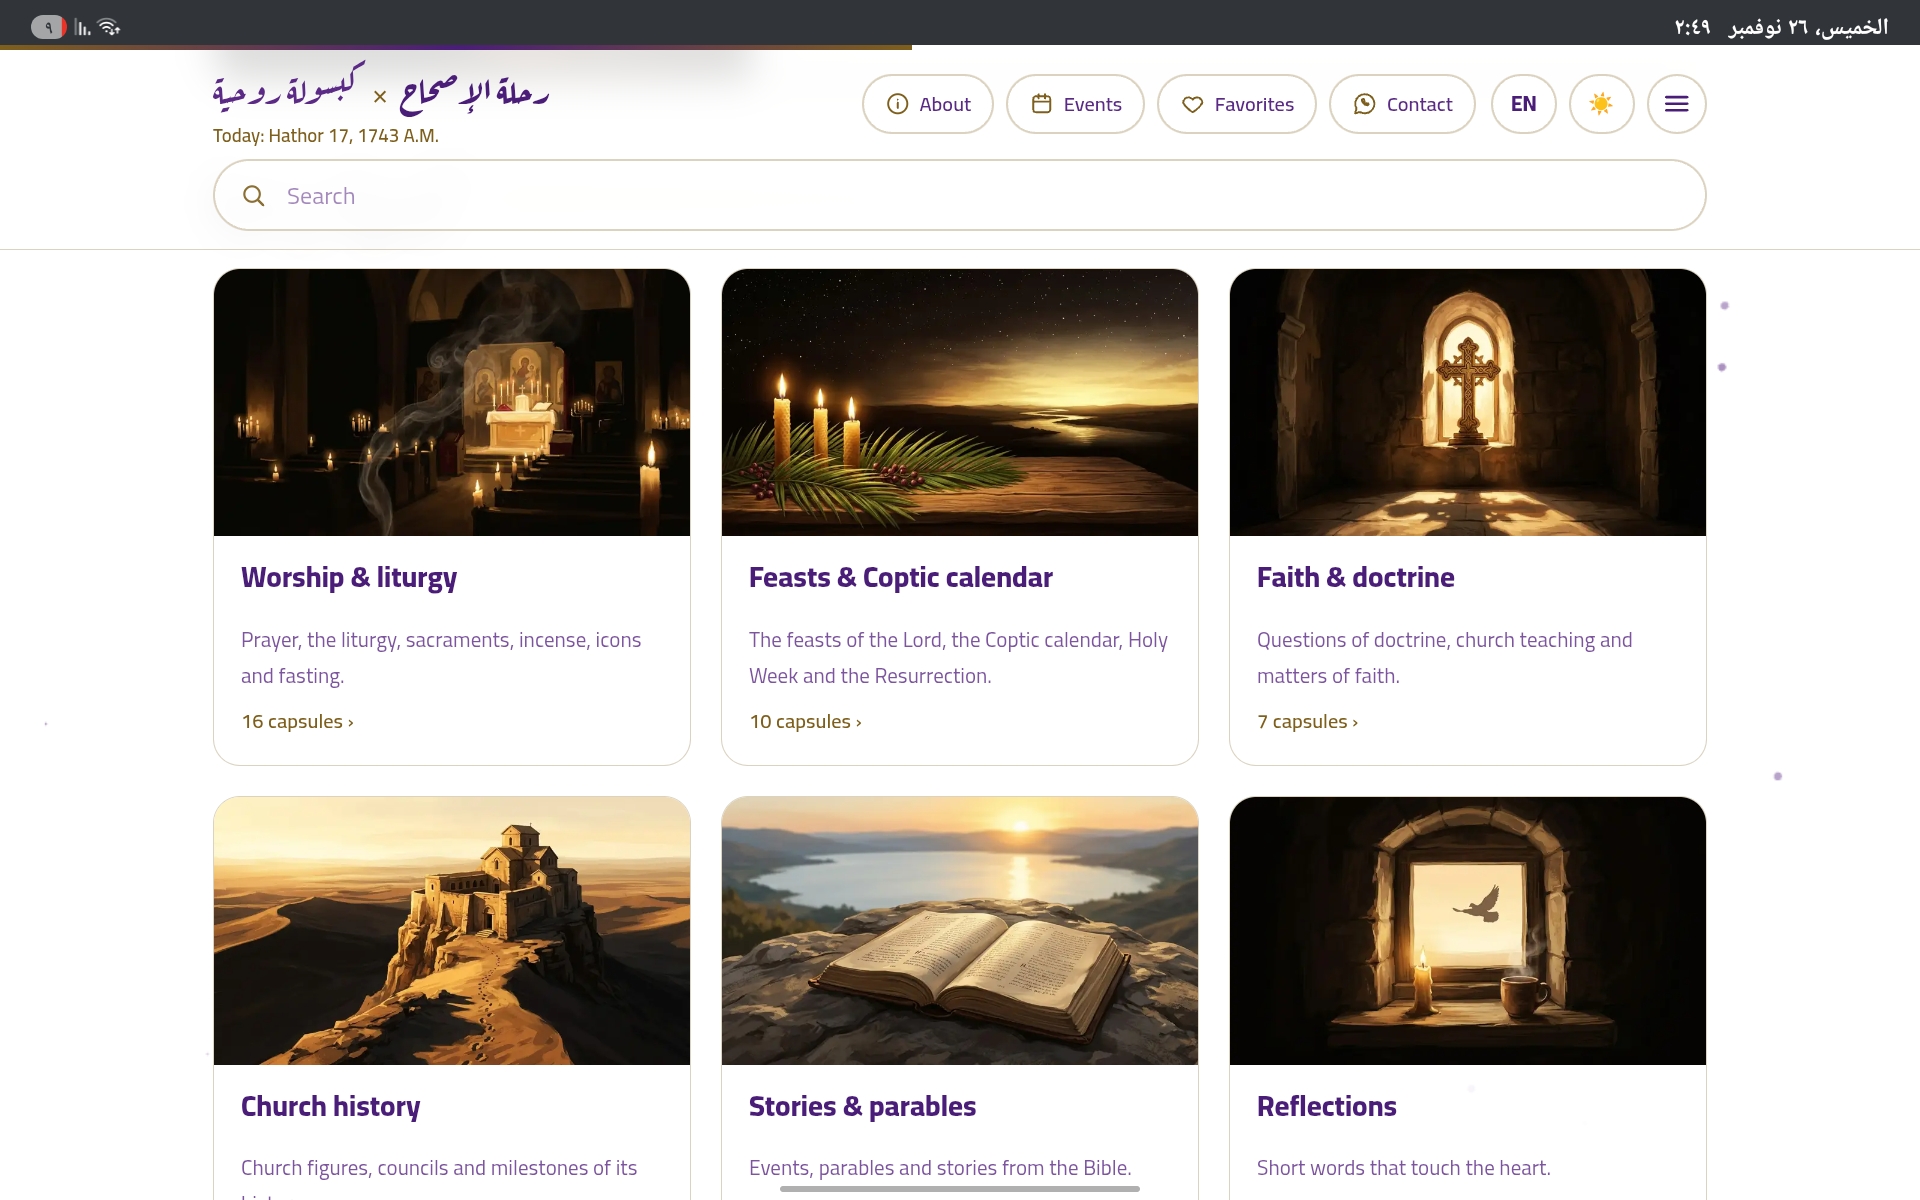 الخميس، ٢٦ نوفمبر ٢:٤٩
٩
رحلة الإصحاح × كبسولة روحية
Today: Hathor 17, 1743 A.M.
About
Events
Favorites
Contact
EN
Search
Worship & liturgy
Prayer, the liturgy, sacraments, incense, icons
and fasting.
16 capsules ›
Feasts & Coptic calendar
The feasts of the Lord, the Coptic calendar, Holy
Week and the Resurrection.
10 capsules ›
Faith & doctrine
Questions of doctrine, church teaching and
matters of faith.
7 capsules ›
Church history
Church figures, councils and milestones of its
Stories & parables
Events, parables and stories from the Bible.
Reflections
Short words that touch the heart.